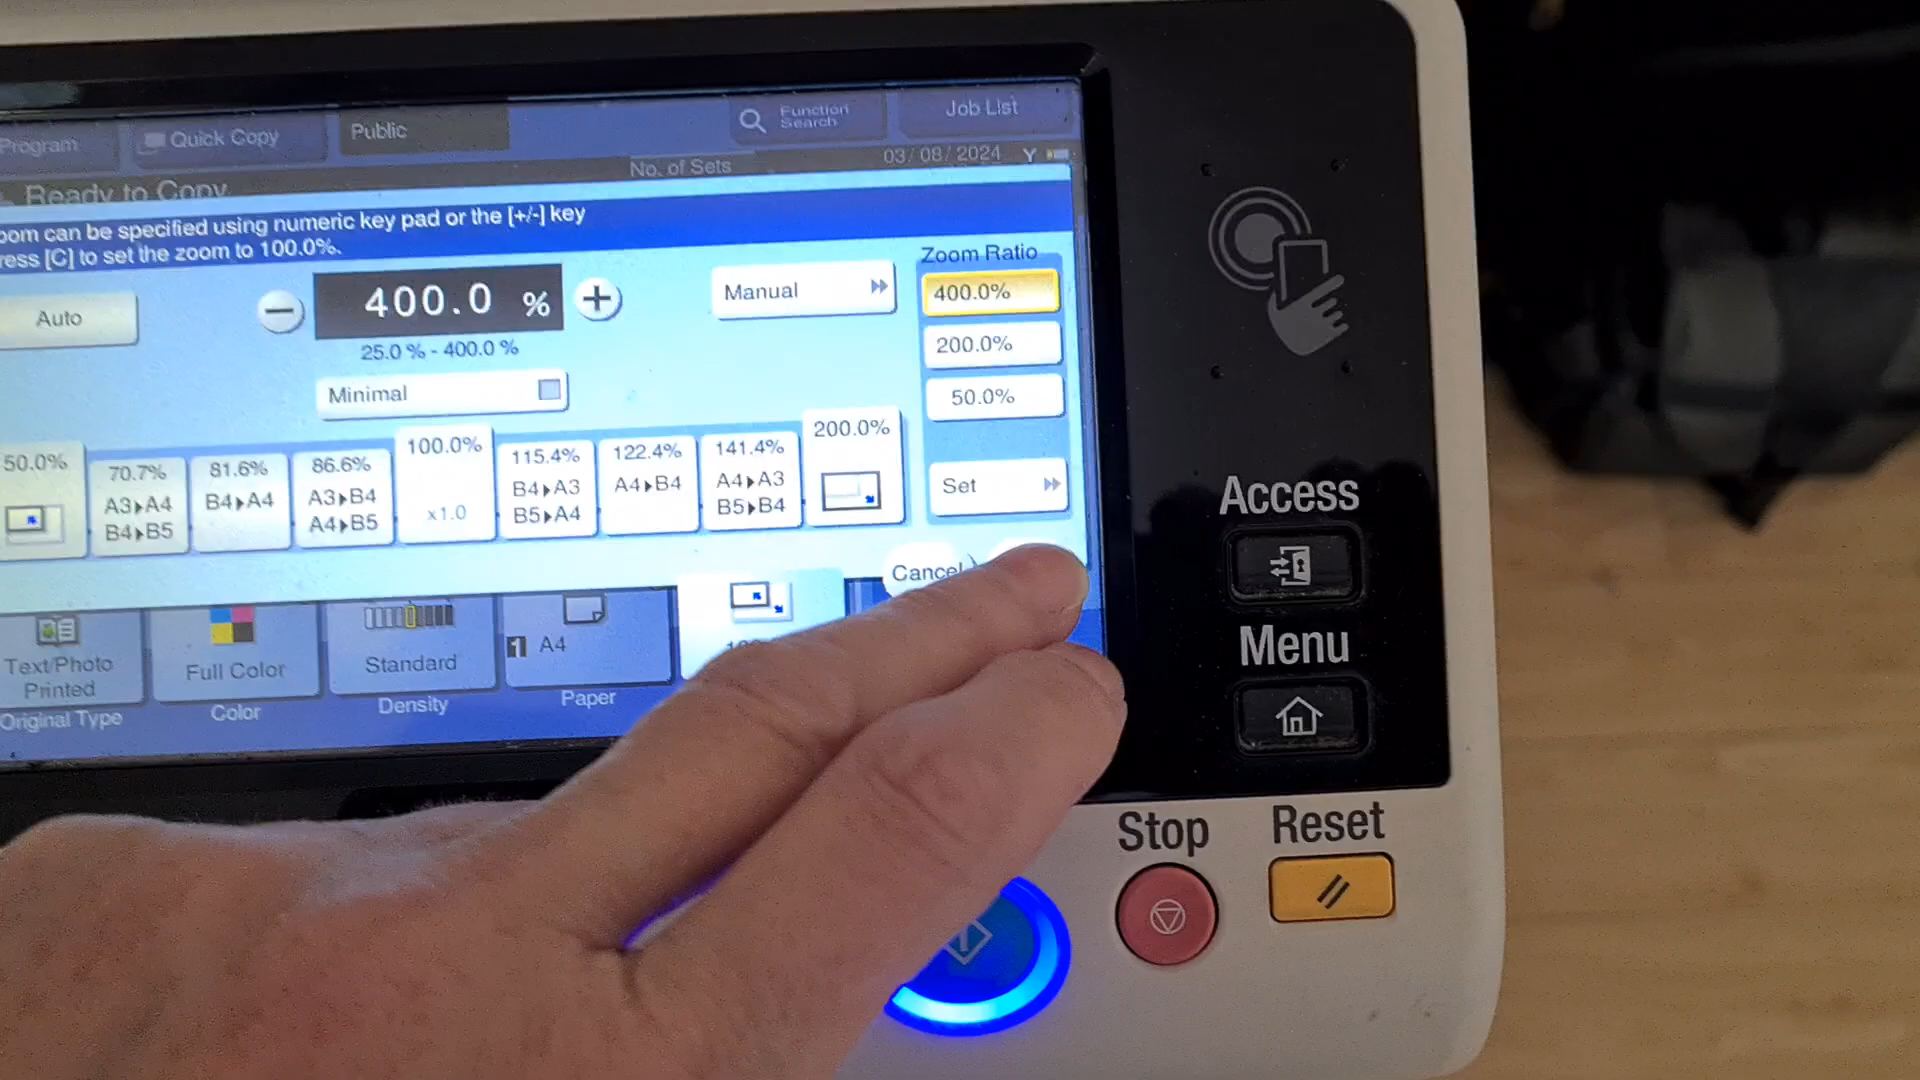 Program
Quick Copy
Public
Function
Search
Job List
Ready to Copy
No. of Sets
03/08/2024 Y
oom can be specified using numeric key pad or the [+/-] key
ress [C] to set the zoom to 100.0%.
Auto
−
400.0 %
+
25.0 % - 400.0 %
Minimal
Manual
Zoom Ratio
400.0%
200.0%
50.0%
Set
50.0%
70.7%
A3▸A4
B4▸B5
81.6%
B4▸A4
86.6%
A3▸B4
A4▸B5
100.0%
x1.0
115.4%
B4▸A3
B5▸A4
122.4%
A4▸B4
141.4%
A4▸A3
B5▸B4
200.0%
Cancel
Text/Photo
Printed
Original Type
Full Color
Color
Standard
Density
1 A4
Paper
Access
Menu
Stop
Reset